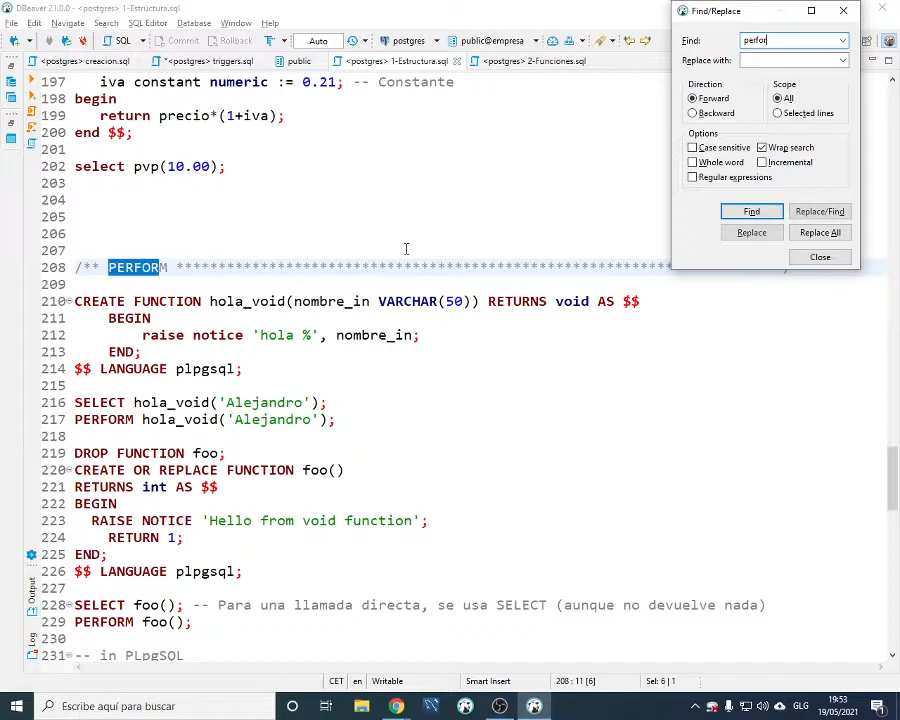 DBeaver 21.0.0 - <postgres> 1-Estructura.sql
File Edit Navigate Search SQL Editor Database Window Help
SQL Commit Rollback Auto postgres public@empresa
<postgres> creacion.sql *<postgres> triggers.sql public <postgres> 1-Estructura.sql <postgres> 2-Funciones.sql
197 iva constant numeric := 0.21; -- Constante
198 begin
199 return precio*(1+iva);
200 end $$;
201
202 select pvp(10.00);
203
204
205
206
207
208 /** PERFORM ***********************************************************
209
210 CREATE FUNCTION hola_void(nombre_in VARCHAR(50)) RETURNS void AS $$
211 BEGIN
212 raise notice 'hola %', nombre_in;
213 END;
214 $$ LANGUAGE plpgsql;
215
216 SELECT hola_void('Alejandro');
217 PERFORM hola_void('Alejandro');
218
219 DROP FUNCTION foo;
220 CREATE OR REPLACE FUNCTION foo()
221 RETURNS int AS $$
222 BEGIN
223 RAISE NOTICE 'Hello from void function';
224 RETURN 1;
225 END;
226 $$ LANGUAGE plpgsql;
227
228 SELECT foo(); -- Para una llamada directa, se usa SELECT (aunque no devuelve nada)
229 PERFORM foo();
230
231 -- in PLpgSQL
Output
Log
Find/Replace
Find: perfor
Replace with:
Direction Scope
Forward All
Backward Selected lines
Options
Case sensitive Wrap search
Whole word Incremental
Regular expressions
Find Replace/Find
Replace Replace All
Close
CET en Writable Smart Insert 208 : 11 [6] Sel: 6 | 1
Escribe aquí para buscar
GLG
19:53
19/05/2021
1